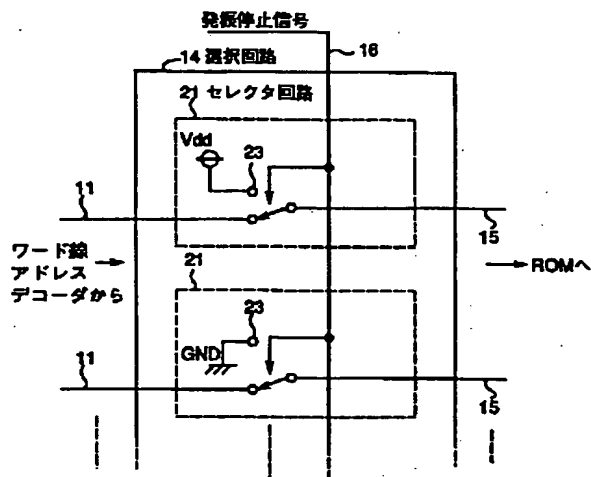 発振停止信号
16
14 選択回路
21 セレクタ回路
Vdd
23
11
15
ワード線
アドレス
デコーダから
ROMへ
21
23
GND
11
15